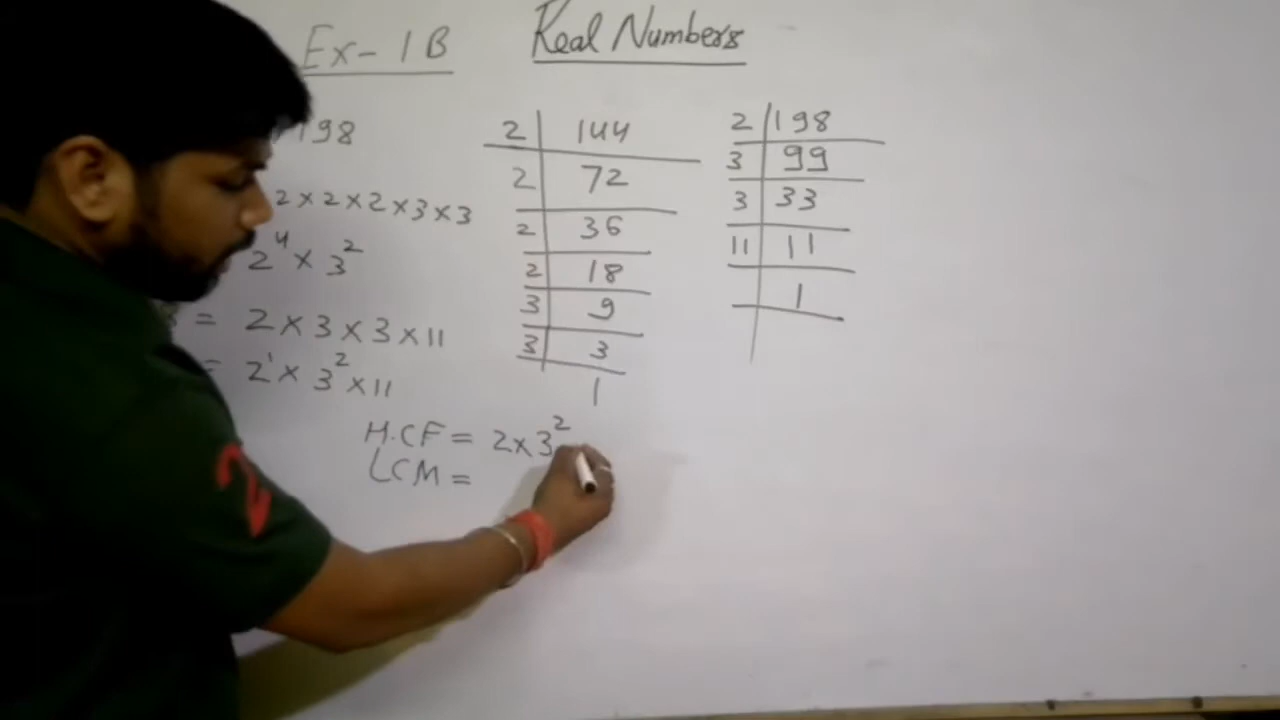 Ex- 1B
Real Numbers
198
2 × 2 × 2 × 3 × 3
2⁴ × 3²
= 2 × 3 × 3 × 11
= 2¹ × 3² × 11
2 | 144
2 | 72
2 | 36
2 | 18
3 | 9
3 | 3
1
2 | 198
3 | 99
3 | 33
11 | 11
1
H.CF = 2 × 3²
LCM =
2